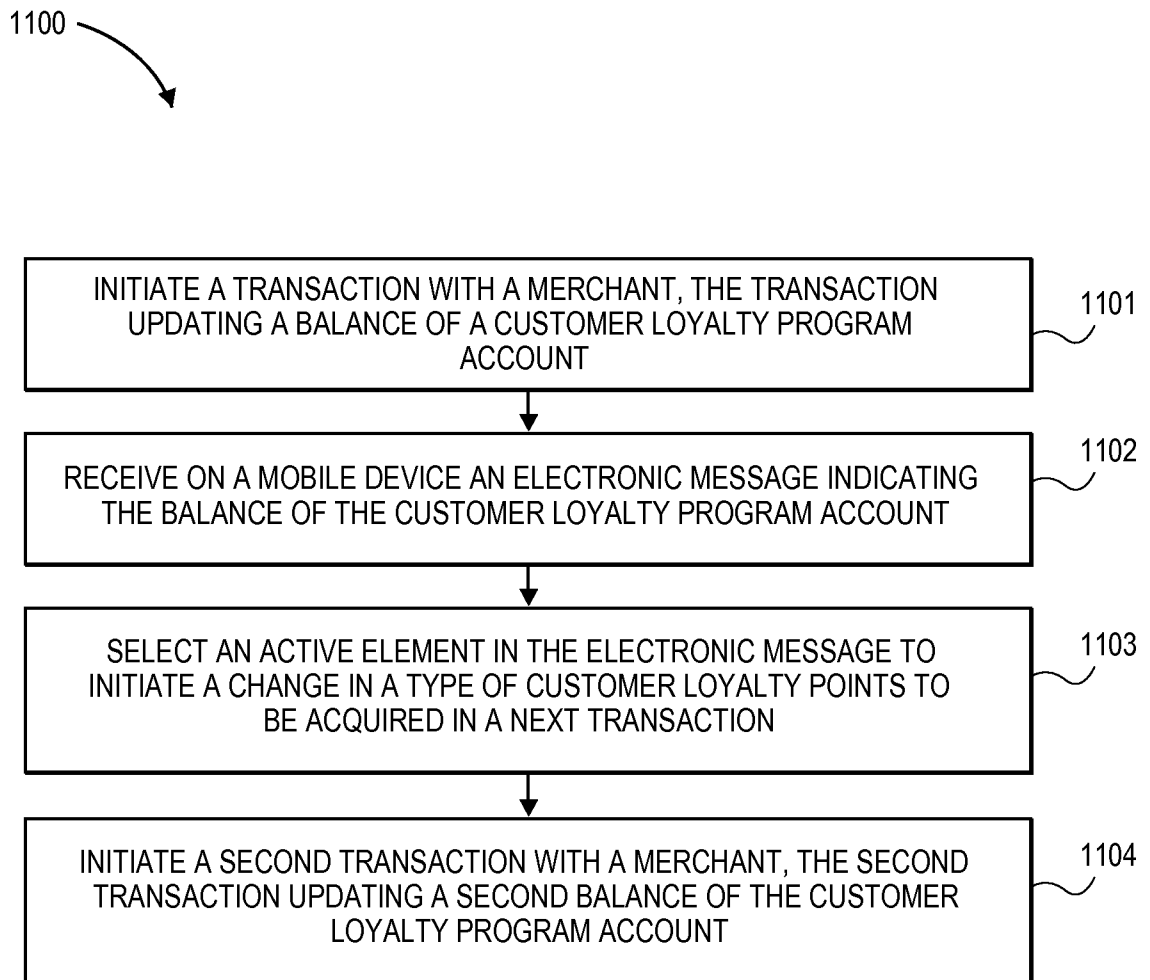 1100
INITIATE A TRANSACTION WITH A MERCHANT, THE TRANSACTION
UPDATING A BALANCE OF A CUSTOMER LOYALTY PROGRAM
ACCOUNT
1101
RECEIVE ON A MOBILE DEVICE AN ELECTRONIC MESSAGE INDICATING
THE BALANCE OF THE CUSTOMER LOYALTY PROGRAM ACCOUNT
1102
SELECT AN ACTIVE ELEMENT IN THE ELECTRONIC MESSAGE TO
INITIATE A CHANGE IN A TYPE OF CUSTOMER LOYALTY POINTS TO
BE ACQUIRED IN A NEXT TRANSACTION
1103
INITIATE A SECOND TRANSACTION WITH A MERCHANT, THE SECOND
TRANSACTION UPDATING A SECOND BALANCE OF THE CUSTOMER
LOYALTY PROGRAM ACCOUNT
1104